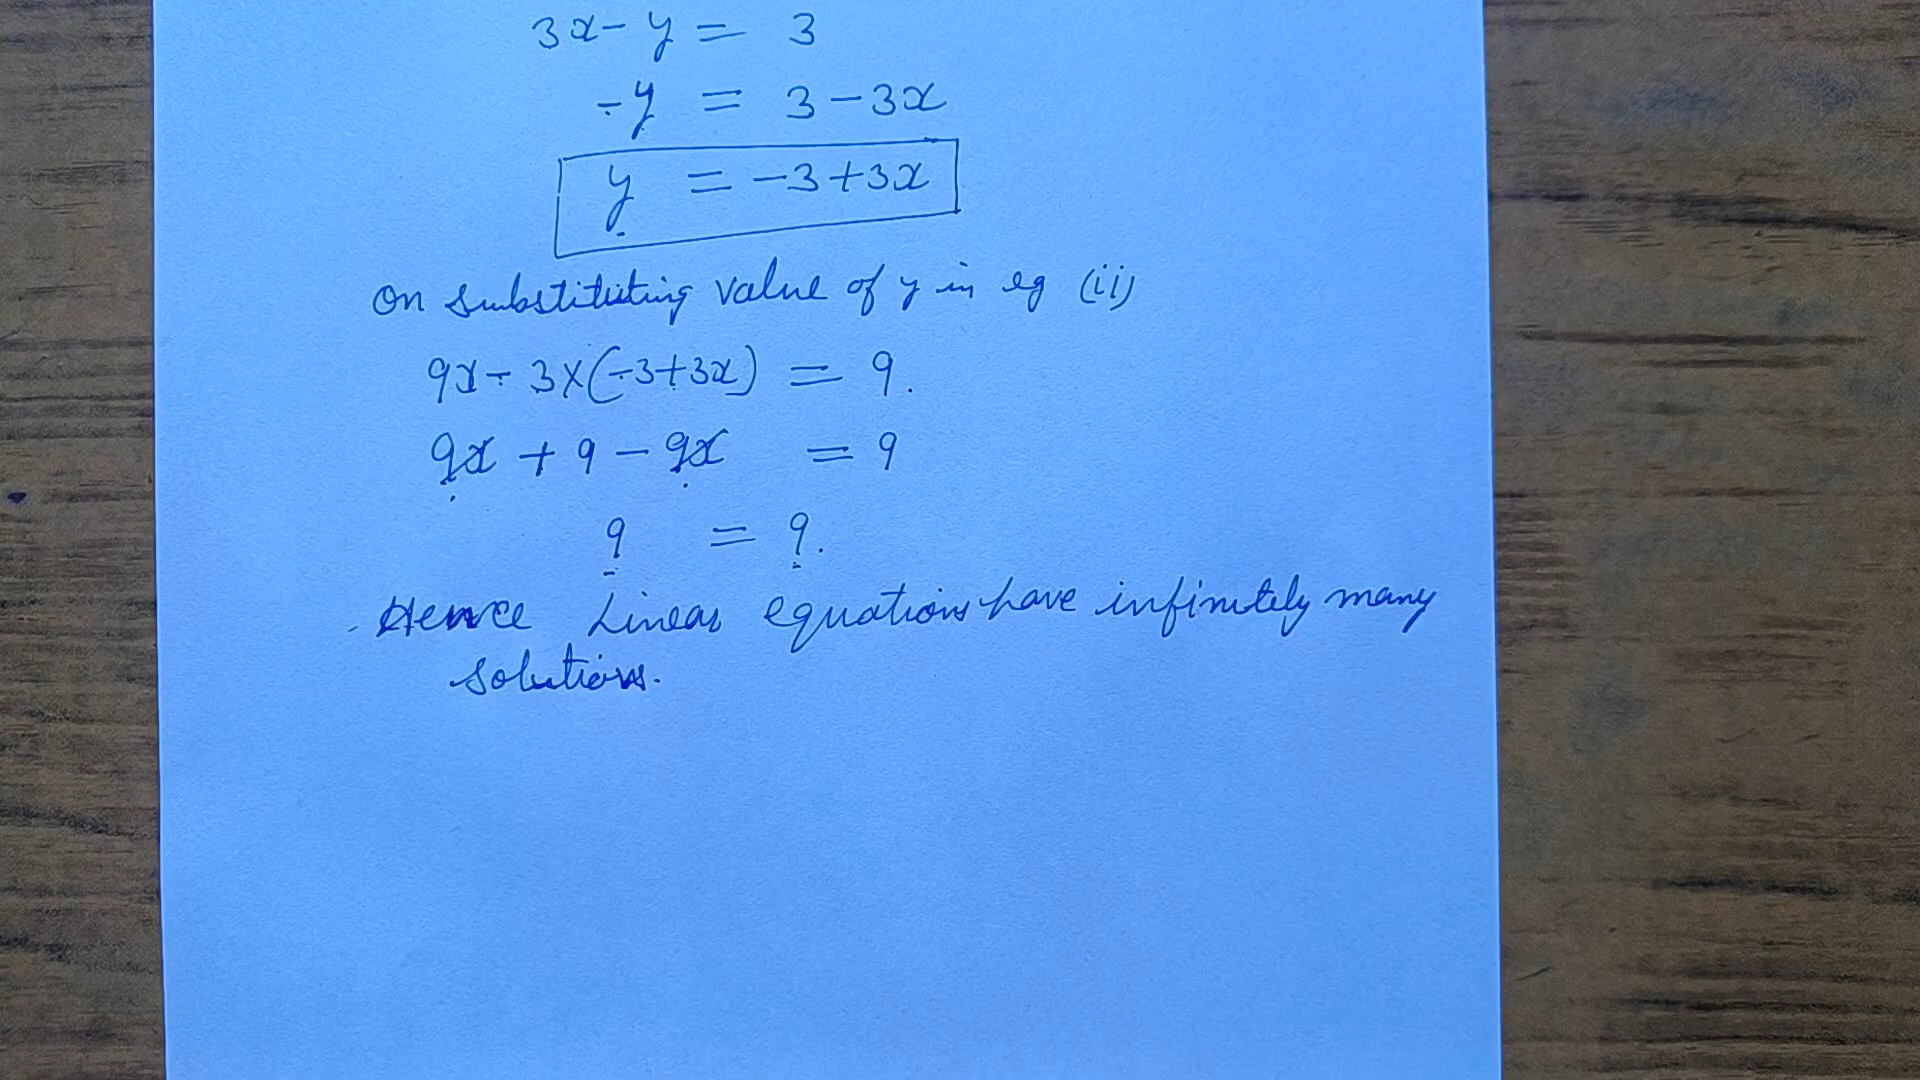 3x - y = 3
-y = 3 - 3x
y = -3 + 3x
On substituting value of y in eq (ii)
9x - 3×(-3+3x) = 9.
9x + 9 - 9x = 9
9 = 9.
Hence Linear equations have infinitely many
solutions.